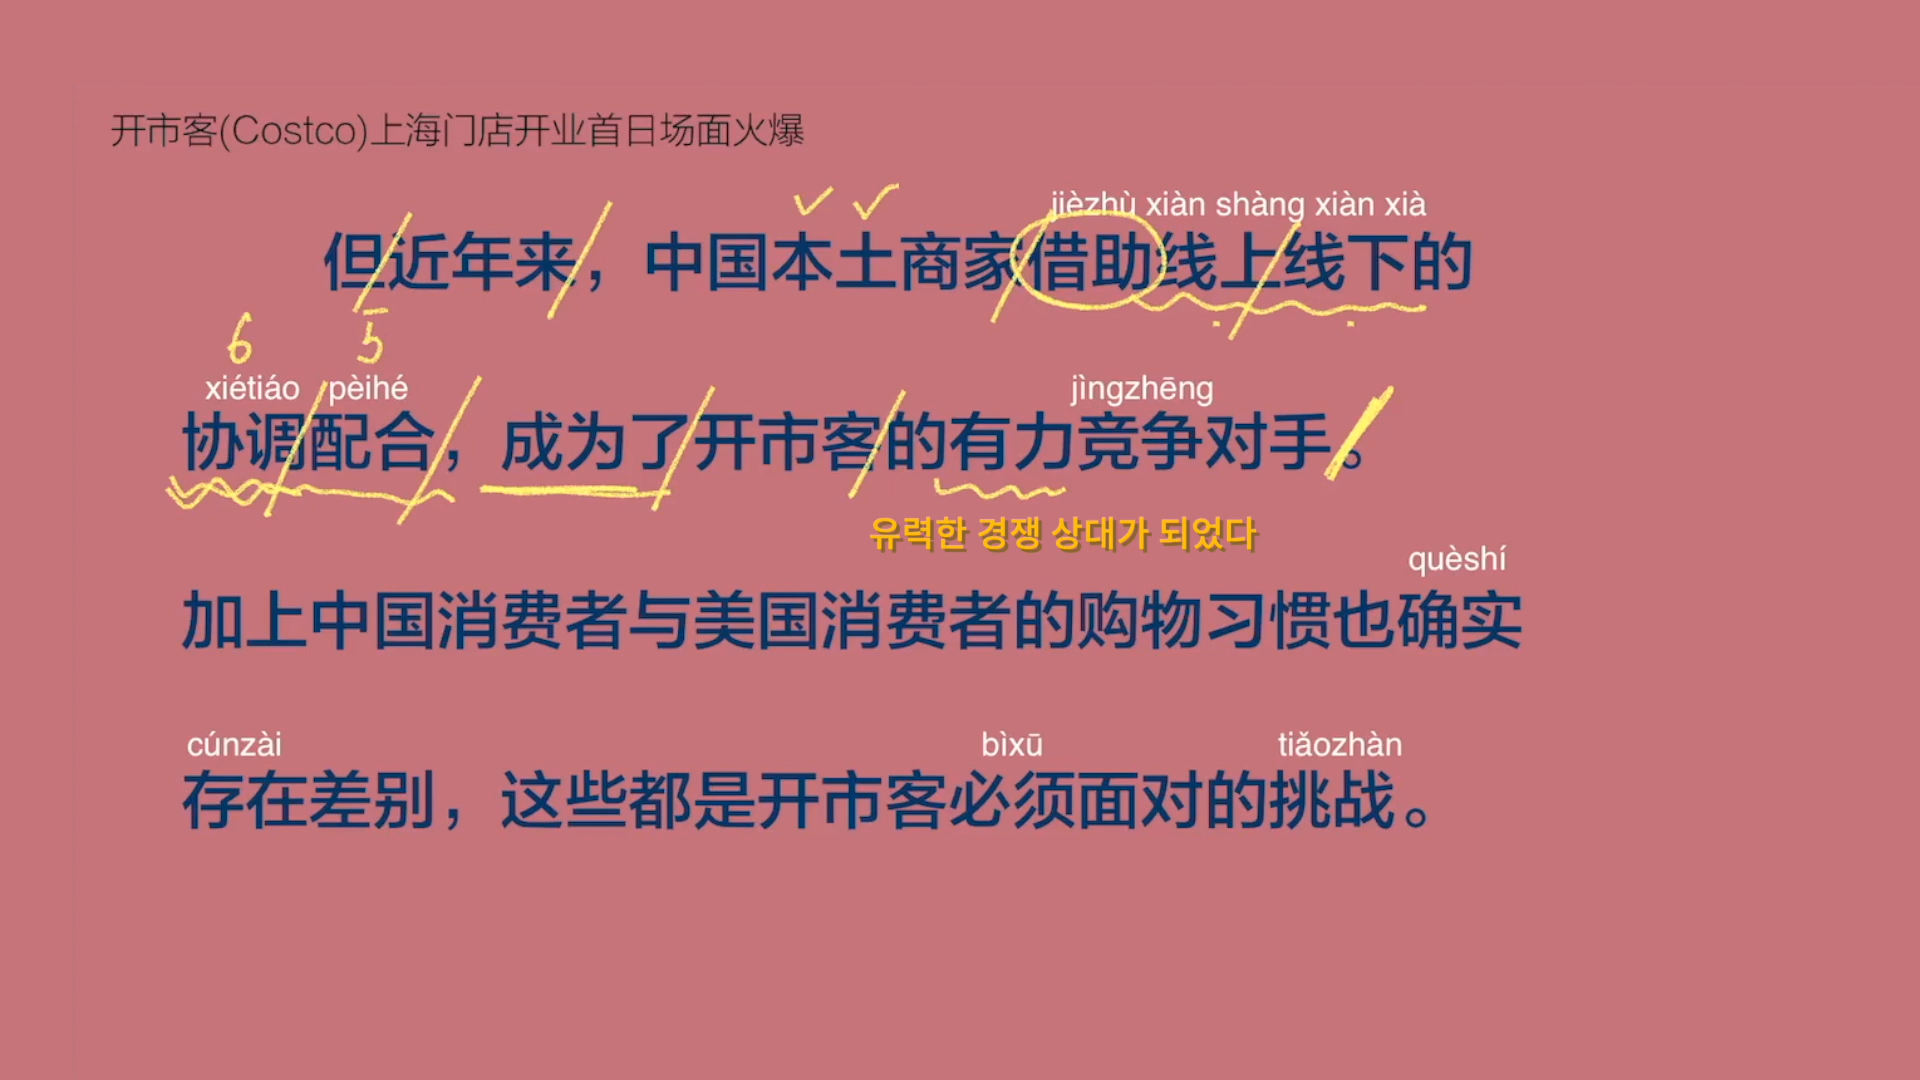 开市客(Costco)上海门店开业首日场面火爆
jièzhù xiàn shàng xiàn xià
但近年来，中国本土商家借助线上线下的
6 5
xiétiáo pèihé jìngzhēng
协调配合，成为了开市客的有力竞争对手。
유력한 경쟁 상대가 되었다
quèshí
加上中国消费者与美国消费者的购物习惯也确实
cúnzài bìxū tiǎozhàn
存在差别，这些都是开市客必须面对的挑战。